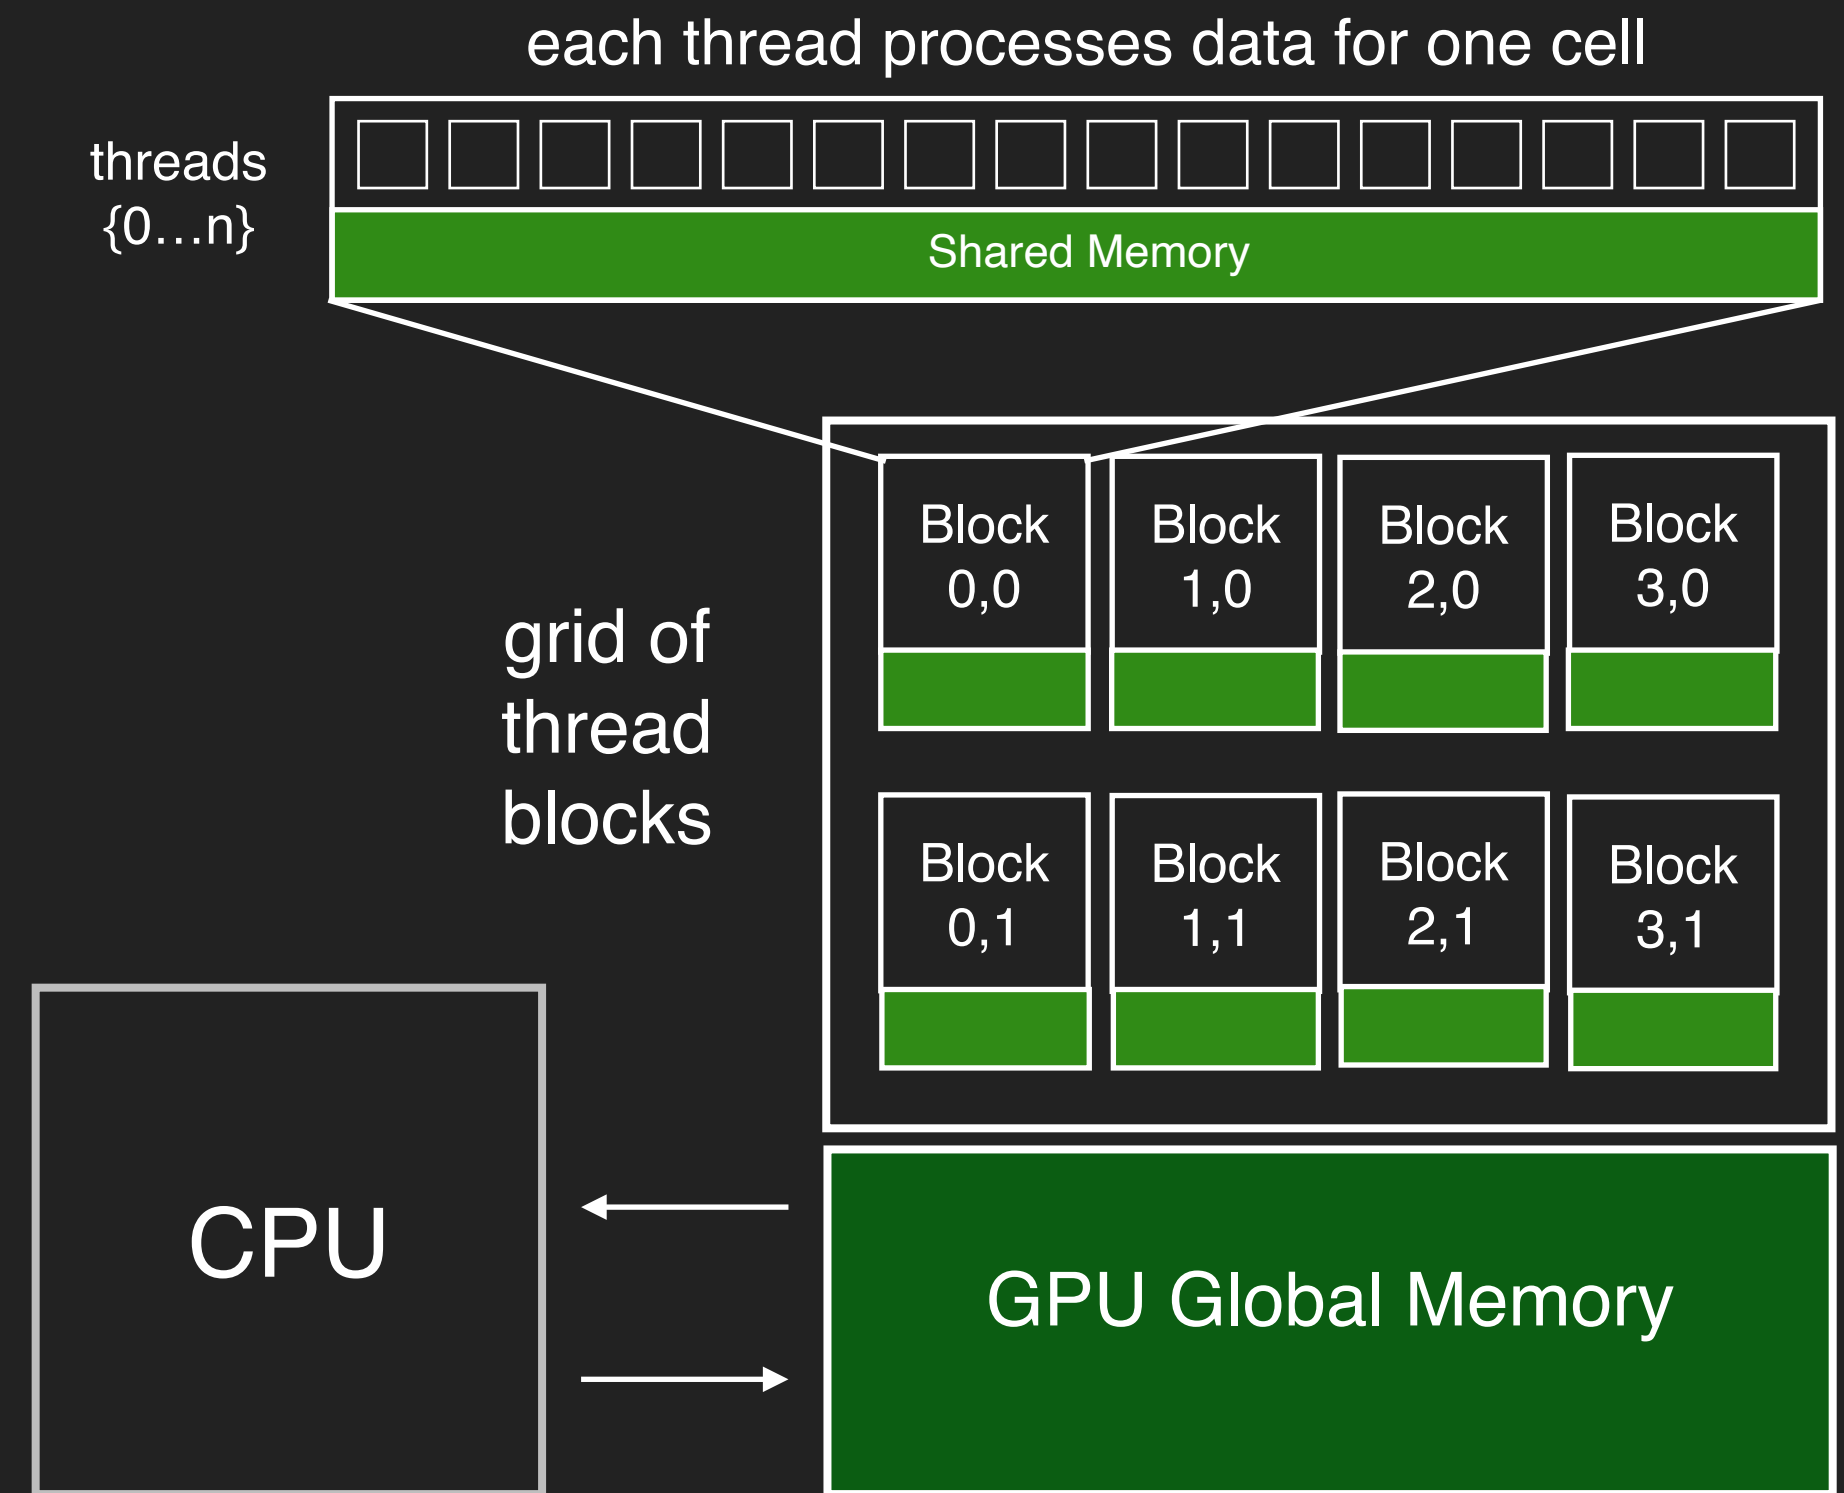 each thread processes data for one cell
threads
{0…n}
Shared Memory
Block
0,0
Block
1,0
Block
2,0
Block
3,0
grid of
thread
blocks
Block
0,1
Block
1,1
Block
2,1
Block
3,1
CPU
GPU Global Memory